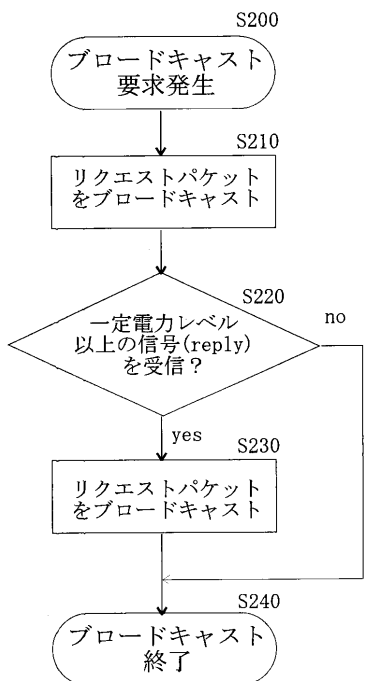 S200
ブロードキャスト
要求発生
S210
リクエストパケット
をブロードキャスト
S220
一定電力レベル
以上の信号(reply)
を受信？
no
yes
S230
リクエストパケット
をブロードキャスト
S240
ブロードキャスト
終了